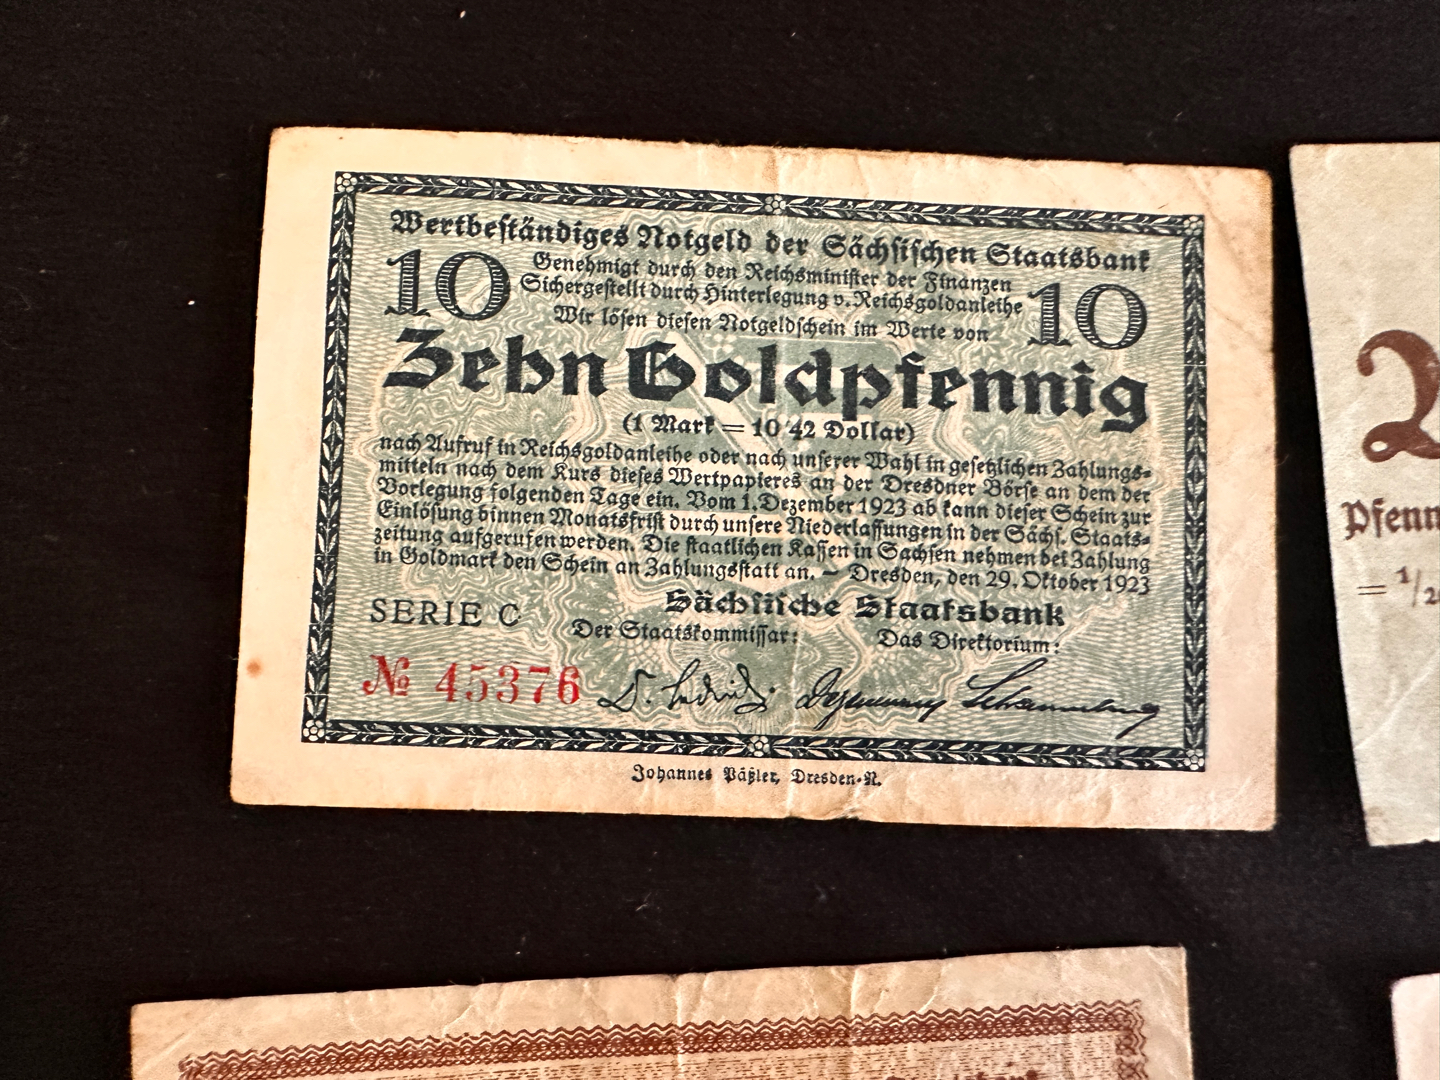 Wertbeständiges Notgeld der Sächsischen Staatsbank
10 Genehmigt durch den Reichsminister der Finanzen 10
Sichergestellt durch Hinterlegung v. Reichsgoldanleihe
Wir lösen diesen Notgeldschein im Werte von
Zehn Goldpfennig
(1 Mark = 10/42 Dollar)
nach Aufruf in Reichsgoldanleihe oder nach unserer Wahl in gesetzlichen Zahlungs-
mitteln nach dem Kurs dieses Wertpapieres an der Dresdner Börse an dem der
Vorlegung folgenden Tage ein. Vom 1. Dezember 1923 ab kann dieser Schein zur
Einlösung binnen Monatsfrist durch unsere Niederlassungen in der Sächs. Staats-
zeitung aufgerufen werden. Die staatlichen Kassen in Sachsen nehmen bei Zahlung
in Goldmark den Schein an Zahlungsstatt an. – Dresden, den 29. Oktober 1923
Sächsische Staatsbank
SERIE C
Der Staatskommissar: Das Direktorium:
№ 45376
Johannes Päßler, Dresden-N.
2
Pfenn
= 1/2